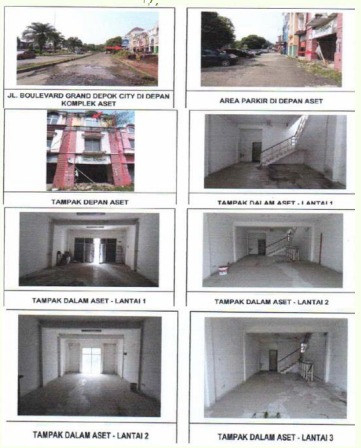 JL. BOULEVARD GRAND DEPOK CITY DI DEPAN
KOMPLEK ASET
AREA PARKIR DI DEPAN ASET
TAMPAK DEPAN ASET
TAMPAK DALAM ASET - LANTAI 1
TAMPAK DALAM ASET - LANTAI 1
TAMPAK DALAM ASET - LANTAI 2
TAMPAK DALAM ASET - LANTAI 2
TAMPAK DALAM ASET - LANTAI 3